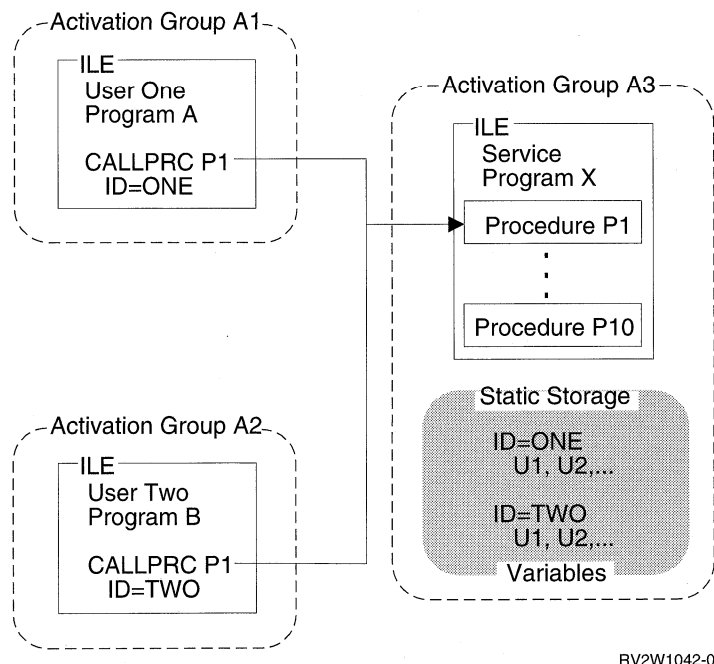 Activation Group A1
ILE
User One
Program A
CALLPRC P1
ID=ONE
Activation Group A2
ILE
User Two
Program B
CALLPRC P1
ID=TWO
Activation Group A3
ILE
Service
Program X
Procedure P1
Procedure P10
Static Storage
ID=ONE
U1, U2,...
ID=TWO
U1, U2,...
Variables
RV2W1042-0